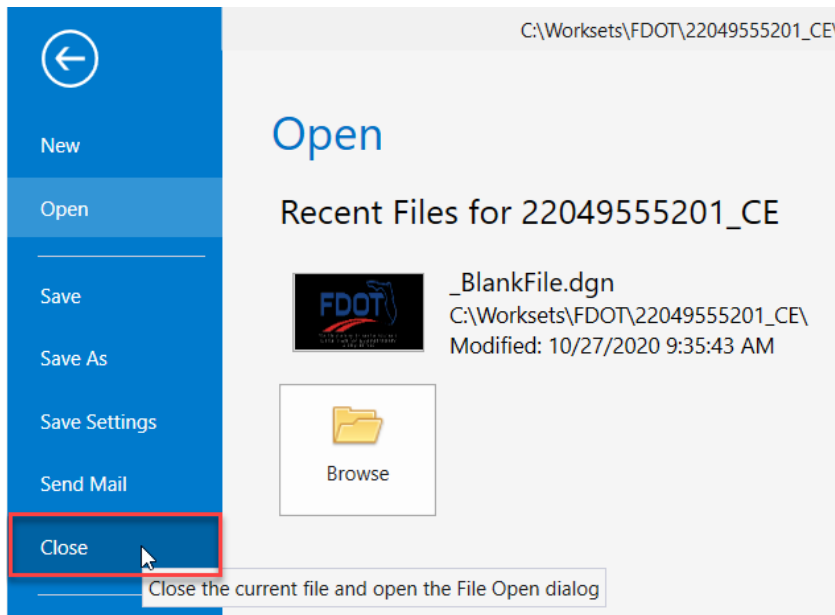 C:\Worksets\FDOT\22049555201_CE\
New
Open
Save
Save As
Save Settings
Send Mail
Close
Open
Recent Files for 22049555201_CE
FDOT
_BlankFile.dgn
C:\Worksets\FDOT\22049555201_CE\
Modified: 10/27/2020 9:35:43 AM
Browse
Close the current file and open the File Open dialog